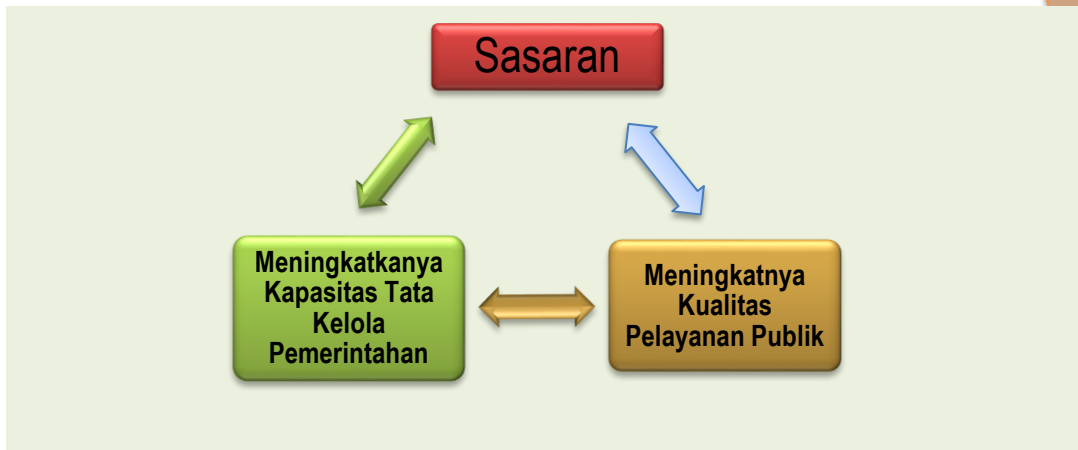 Sasaran
Meningkatkanya
Kapasitas Tata
Kelola
Pemerintahan
Meningkatnya
Kualitas
Pelayanan Publik